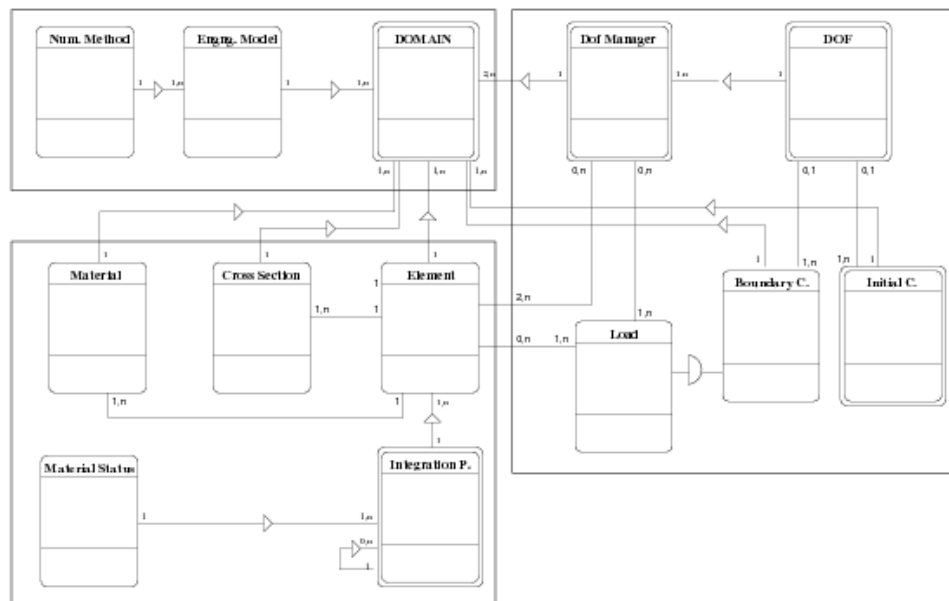 Num. Method
Engng. Model
DOMAIN
Dof Manager
DOF
1
1,n
1
1,n
2,n
1
1,n
1
1,n
1,n
1,n
0,n
0,n
0,1
0,1
1
1
1
1
1,n
1,n
1
Material
Cross Section
Element
Boundary C.
Initial C.
1
2,n
1,n
1
1,n
Load
0,n
1,n
1,n
1
1,n
1
Material Status
Integration P.
1
1,n
0,n
1